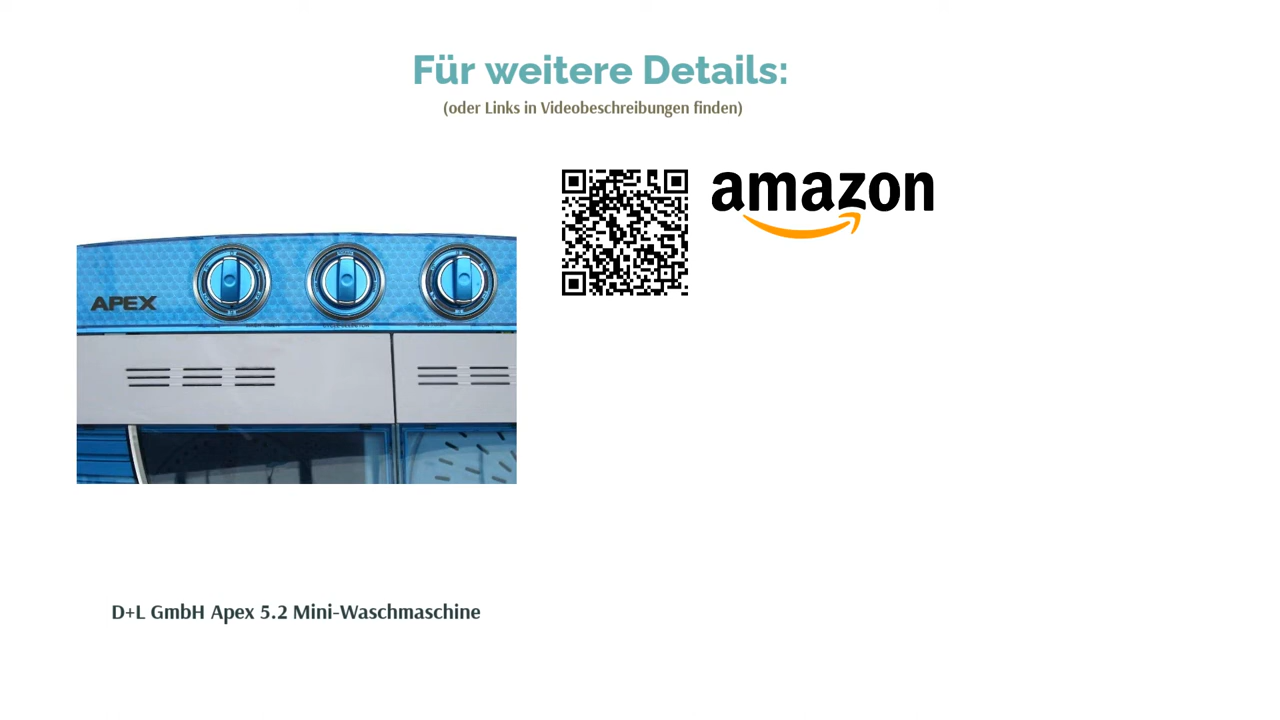 Für weitere Details:
(oder Links in Videobeschreibungen finden)
amazon
APEX
D+L GmbH Apex 5.2 Mini-Waschmaschine